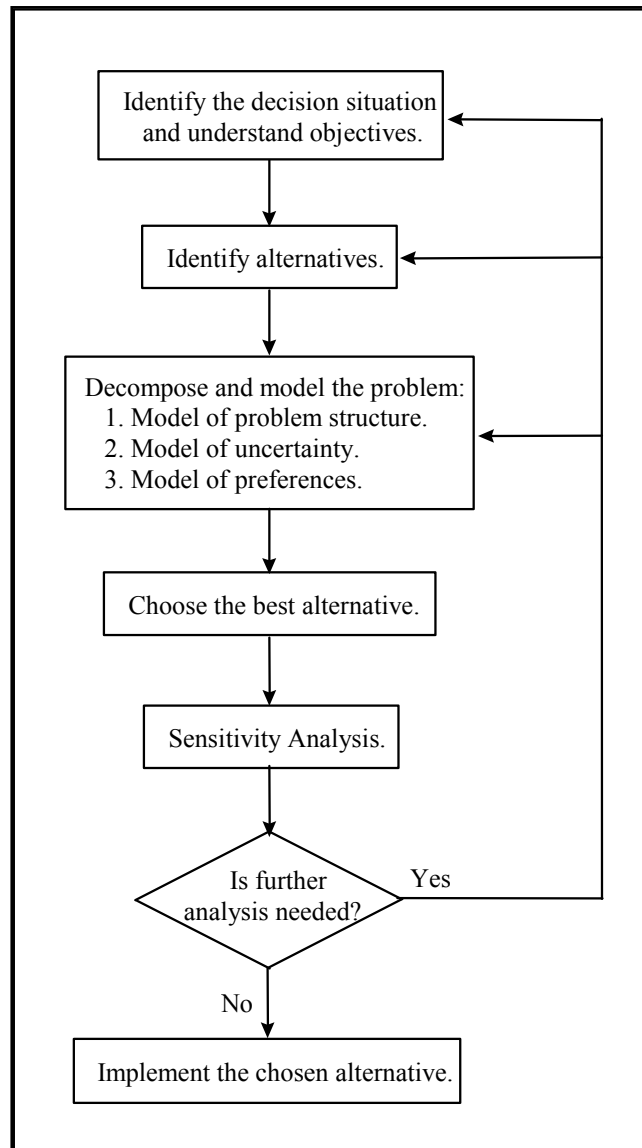 Identify the decision situation
and understand objectives.
Identify alternatives.
Decompose and model the problem:
1. Model of problem structure.
2. Model of uncertainty.
3. Model of preferences.
Choose the best alternative.
Sensitivity Analysis.
Is further
analysis needed?
Yes
No
Implement the chosen alternative.